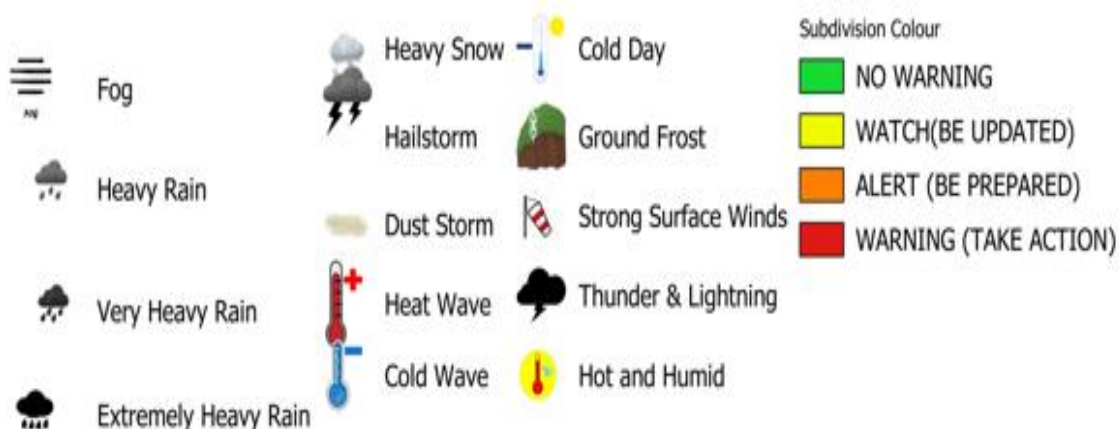 Fog
Heavy Rain
Very Heavy Rain
Extremely Heavy Rain
Heavy Snow
Hailstorm
Dust Storm
Heat Wave
Cold Wave
Cold Day
Ground Frost
Strong Surface Winds
Thunder & Lightning
Hot and Humid
Subdivision Colour
NO WARNING
WATCH(BE UPDATED)
ALERT (BE PREPARED)
WARNING (TAKE ACTION)